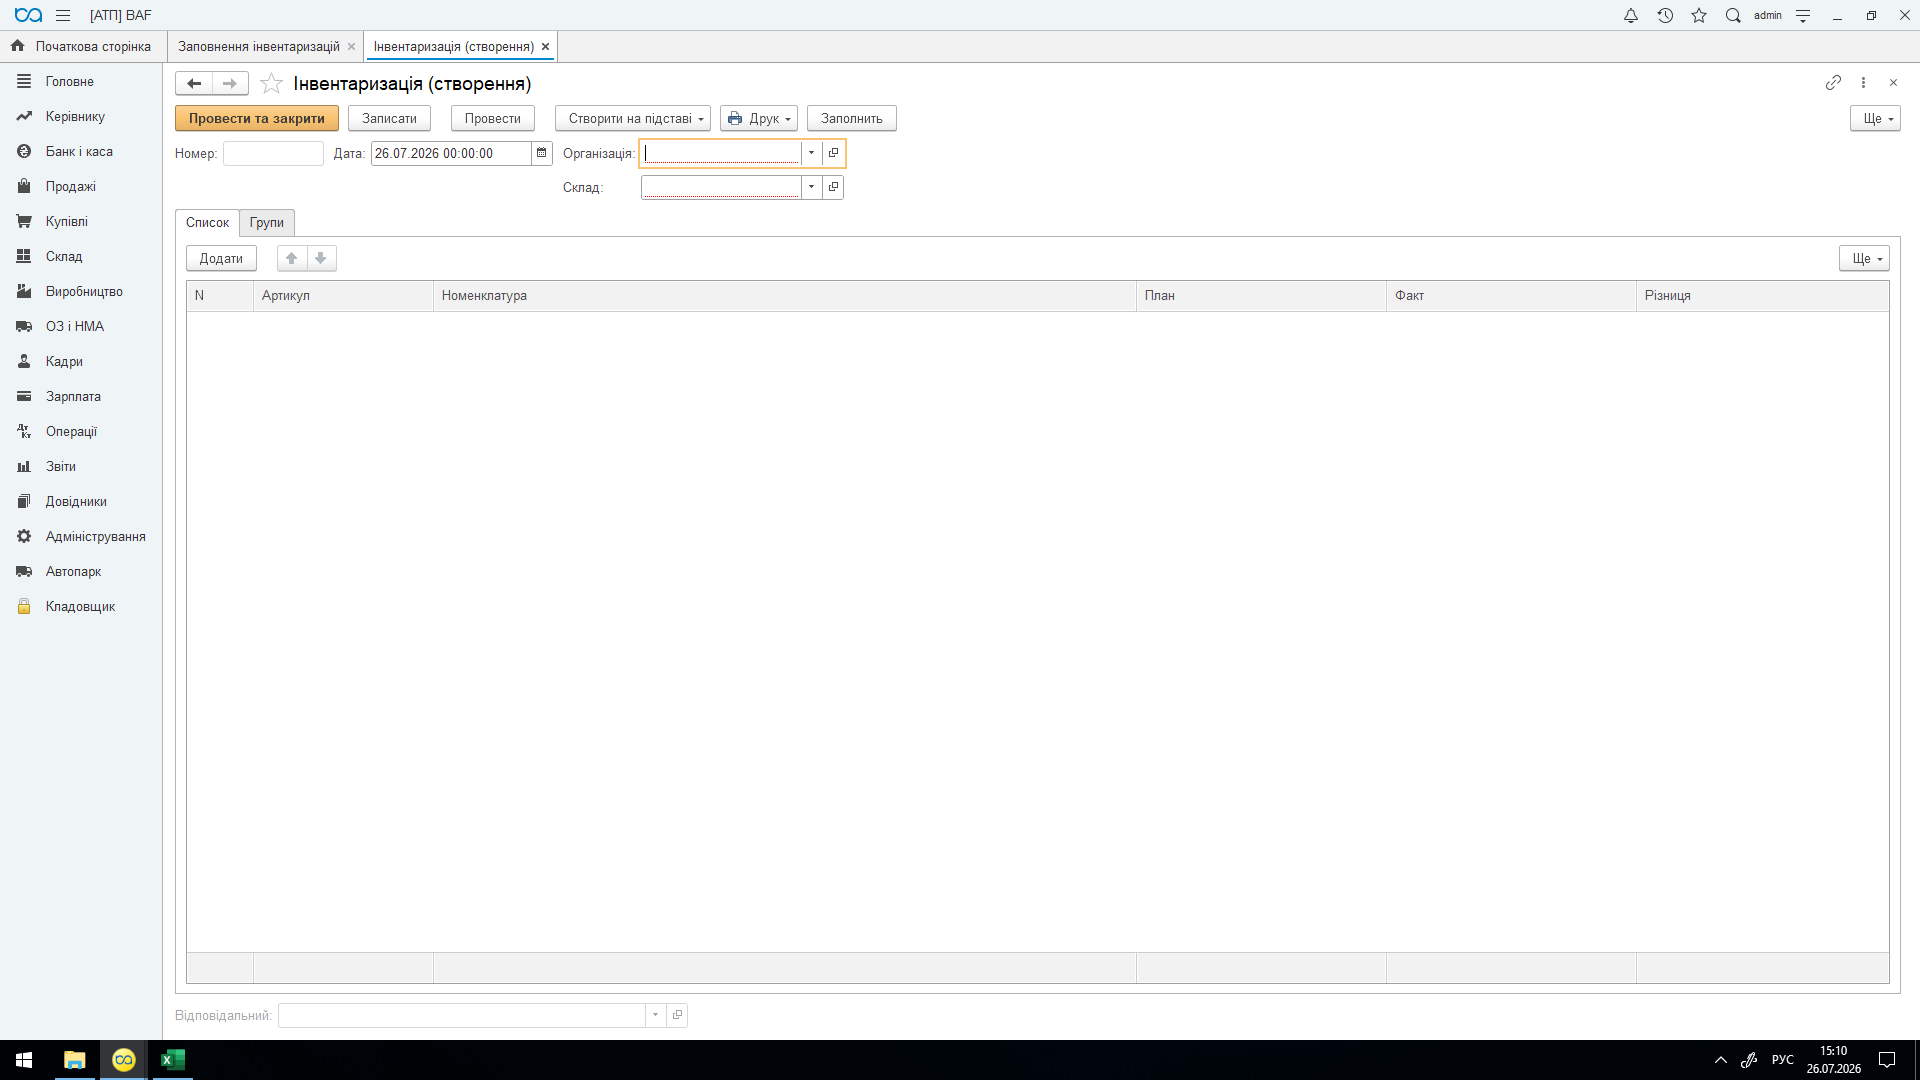 [АТП] BAF
admin
Початкова сторінка
Заповнення інвентаризацій
Інвентаризація (створення)
Головне
Керівнику
Банк і каса
Продажі
Купівлі
Склад
Виробництво
ОЗ і НМА
Кадри
Зарплата
Операції
Звіти
Довідники
Адміністрування
Автопарк
Кладовщик
Інвентаризація (створення)
Провести та закрити
Записати
Провести
Створити на підставі
Друк
Заполнить
Ще
Номер:
Дата: 26.07.2026 00:00:00
Організація:
Склад:
Список
Групи
Додати
Ще
N
Артикул
Номенклатура
План
Факт
Різниця
Відповідальний:
РУС
15:10
26.07.2026